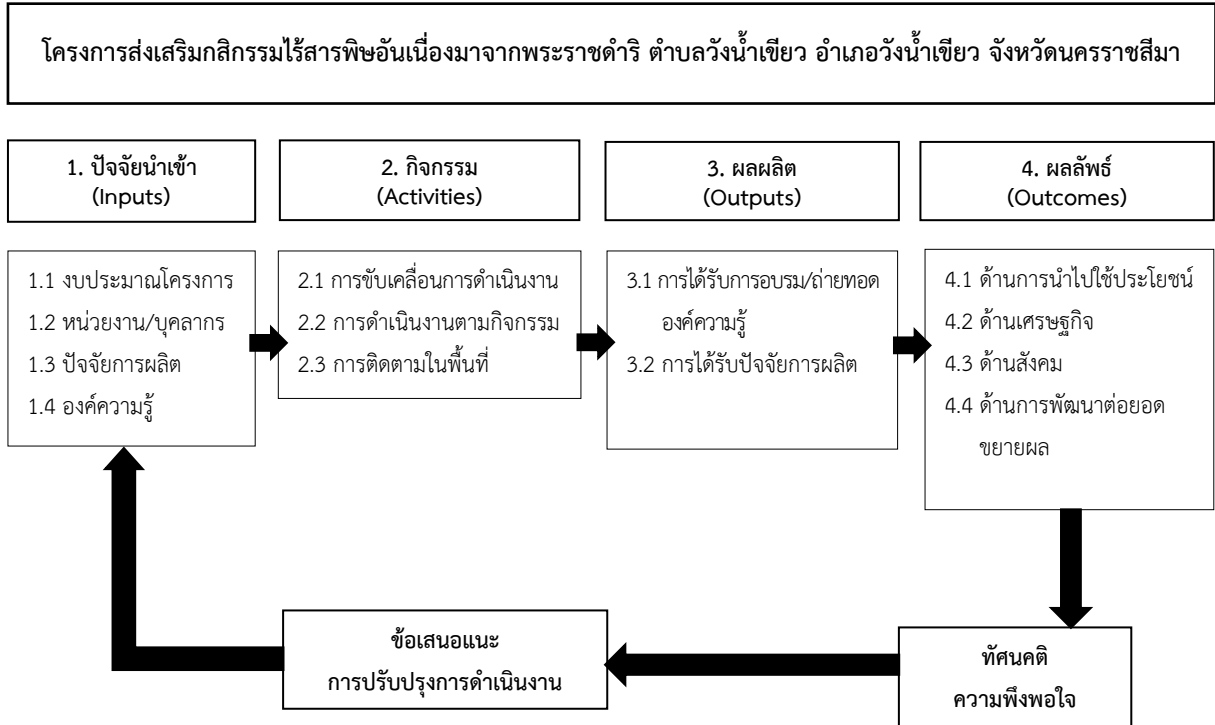 โครงการส่งเสริมกสิกรรมไร้สารพิษอันเนื่องมาจากพระราชดำริ ตำบลวังน้ำเขียว อำเภอวังน้ำเขียว จังหวัดนครราชสีมา
1. ปัจจัยนำเข้า
(Inputs)
2. กิจกรรม
(Activities)
3. ผลผลิต
(Outputs)
4. ผลลัพธ์
(Outcomes)
1.1 งบประมาณโครงการ
1.2 หน่วยงาน/บุคลากร
1.3 ปัจจัยการผลิต
1.4 องค์ความรู้
2.1 การขับเคลื่อนการดำเนินงาน
2.2 การดำเนินงานตามกิจกรรม
2.3 การติดตามในพื้นที่
3.1 การได้รับการอบรม/ถ่ายทอด
องค์ความรู้
3.2 การได้รับปัจจัยการผลิต
4.1 ด้านการนำไปใช้ประโยชน์
4.2 ด้านเศรษฐกิจ
4.3 ด้านสังคม
4.4 ด้านการพัฒนาต่อยอด
ขยายผล
ข้อเสนอแนะ
การปรับปรุงการดำเนินงาน
ทัศนคติ
ความพึงพอใจ